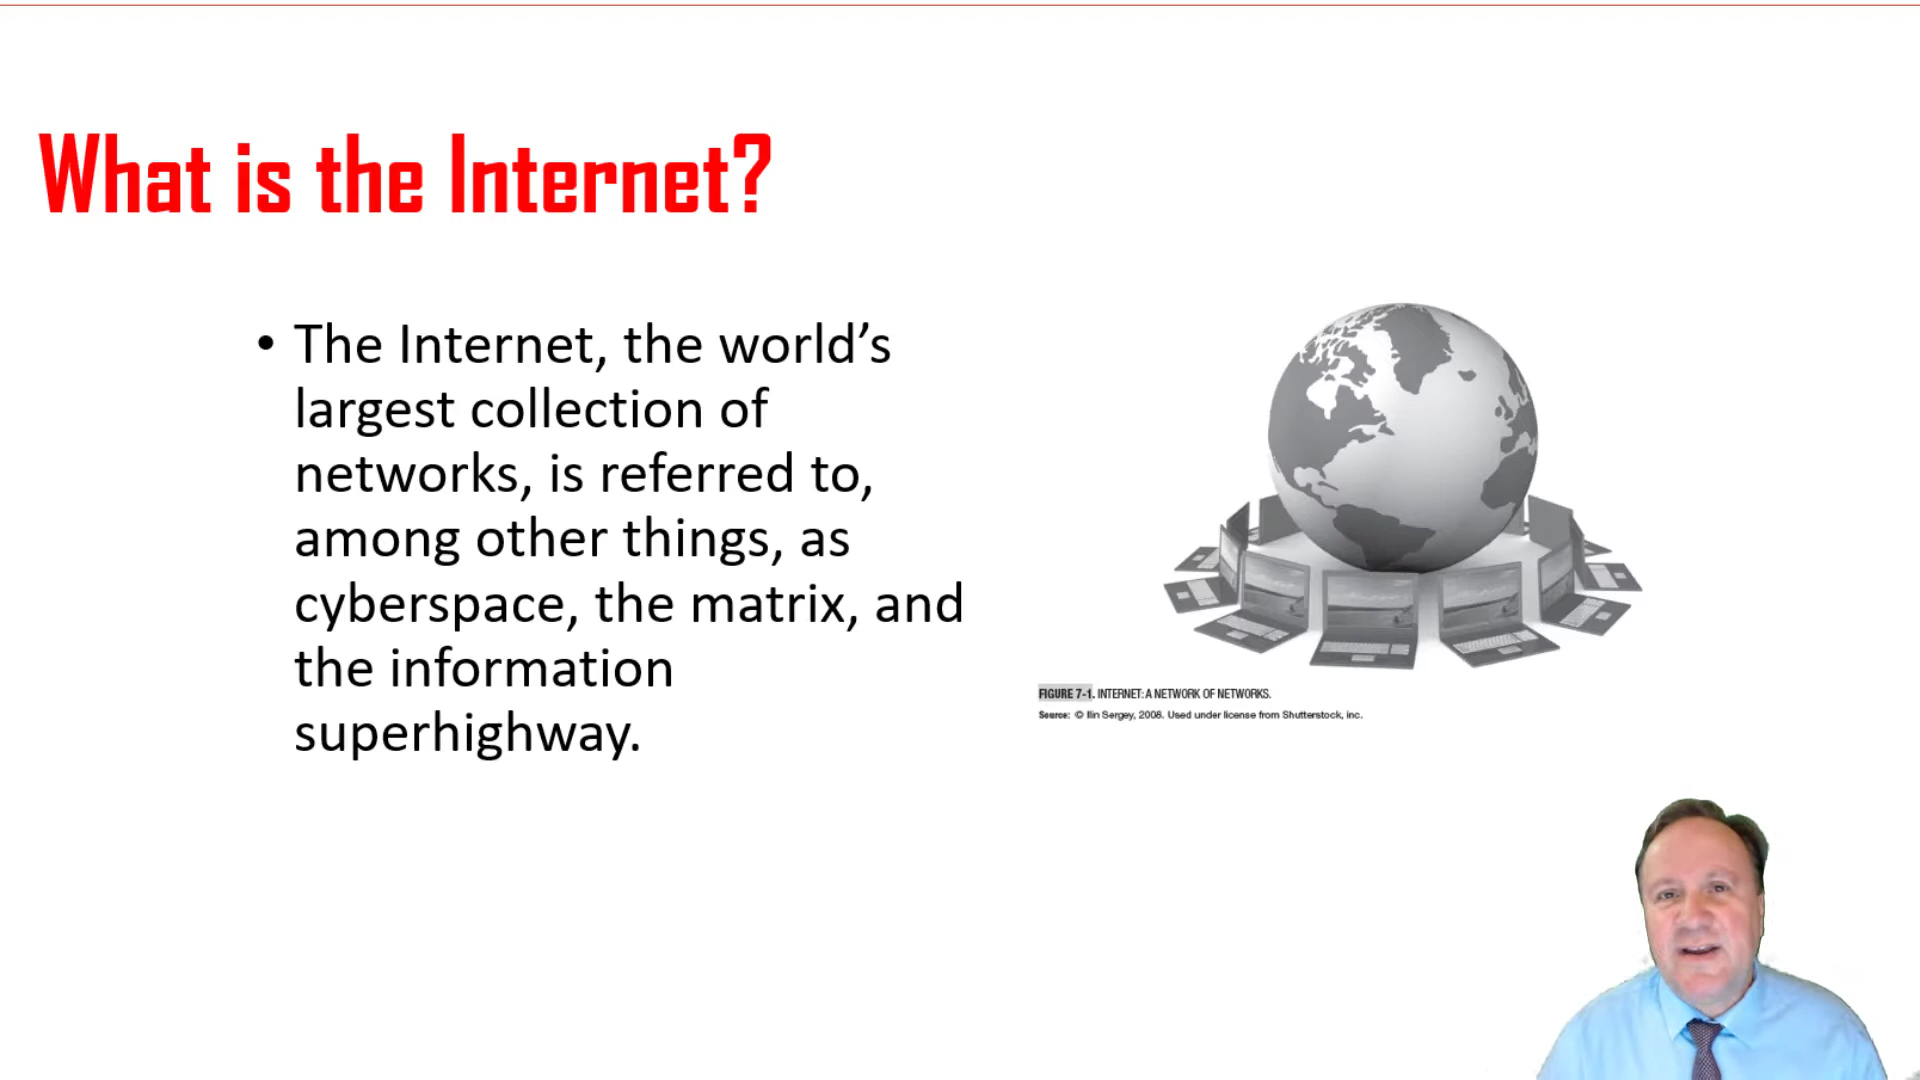 What is the Internet?
• The Internet, the world’s
largest collection of
networks, is referred to,
among other things, as
cyberspace, the matrix, and
the information
superhighway.
FIGURE 7-1. INTERNET: A NETWORK OF NETWORKS.
Source: © Ilin Sergey, 2008. Used under license from Shutterstock, inc.